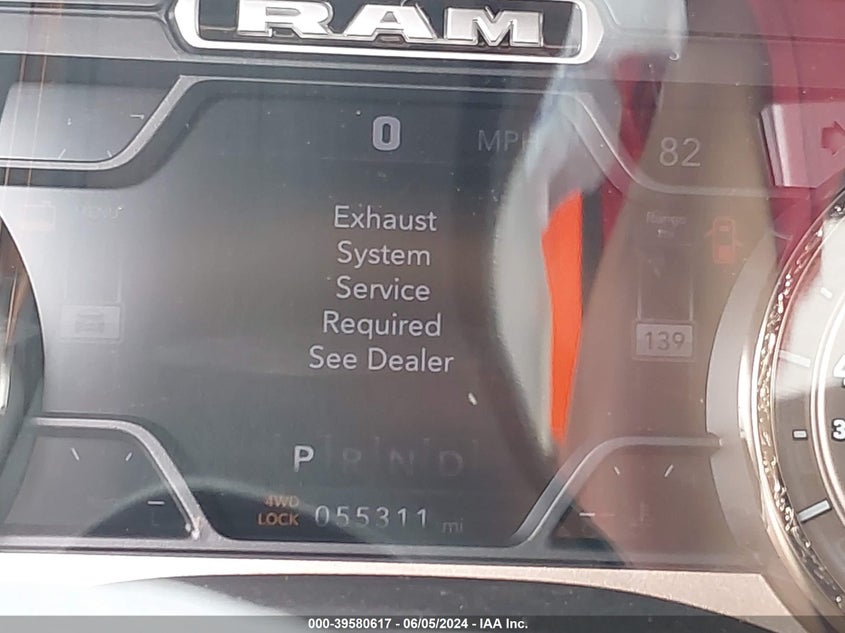 RAM
0 MPH
82
Exhaust
System
Service
Required
See Dealer
Range
139
P R N D
4WD
LOCK 055311 mi
000-39580617 - 06/05/2024 - IAA Inc.